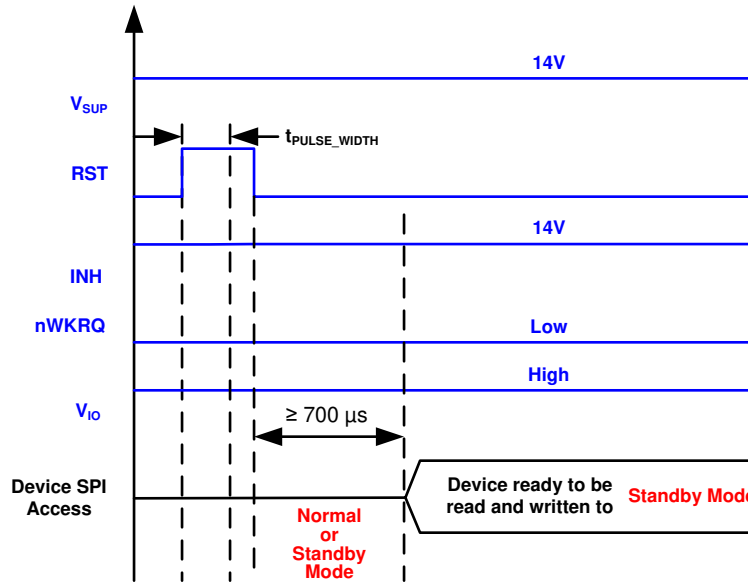 14V
VSUP
tPULSE_WIDTH
RST
14V
INH
nWKRQ
Low
High
VIO
≥ 700 µs
Device SPI
Access
Device ready to be
read and written to
Standby Mode
Normal
or
Standby
Mode